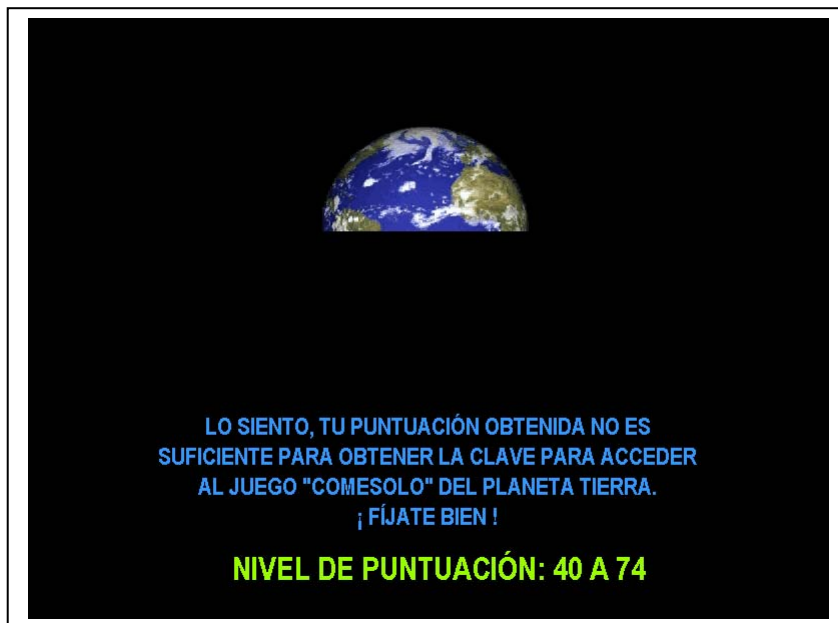 LO SIENTO, TU PUNTUACIÓN OBTENIDA NO ES
SUFICIENTE PARA OBTENER LA CLAVE PARA ACCEDER
AL JUEGO "COMESOLO" DEL PLANETA TIERRA.
¡ FÍJATE BIEN !
NIVEL DE PUNTUACIÓN: 40 A 74